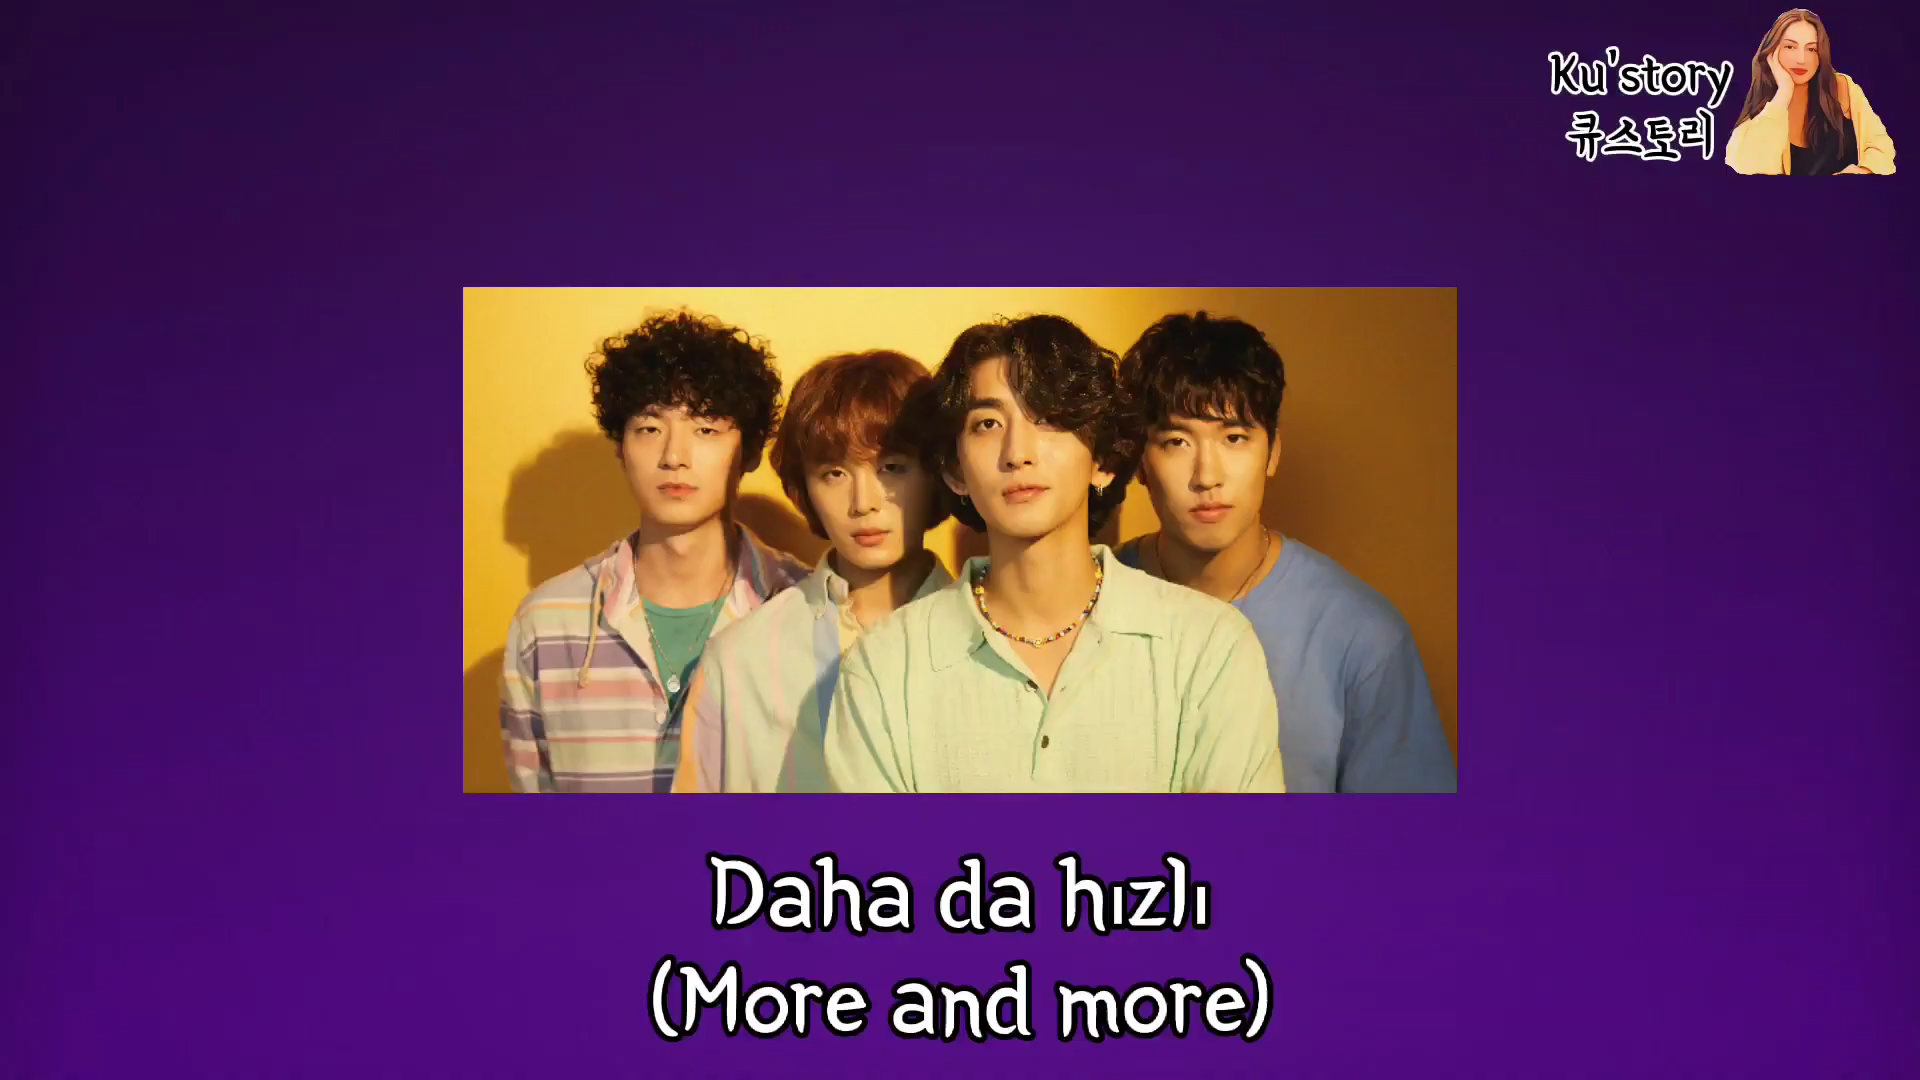 Ku'story
큐스토리
Daha da hızlı
(More and more)